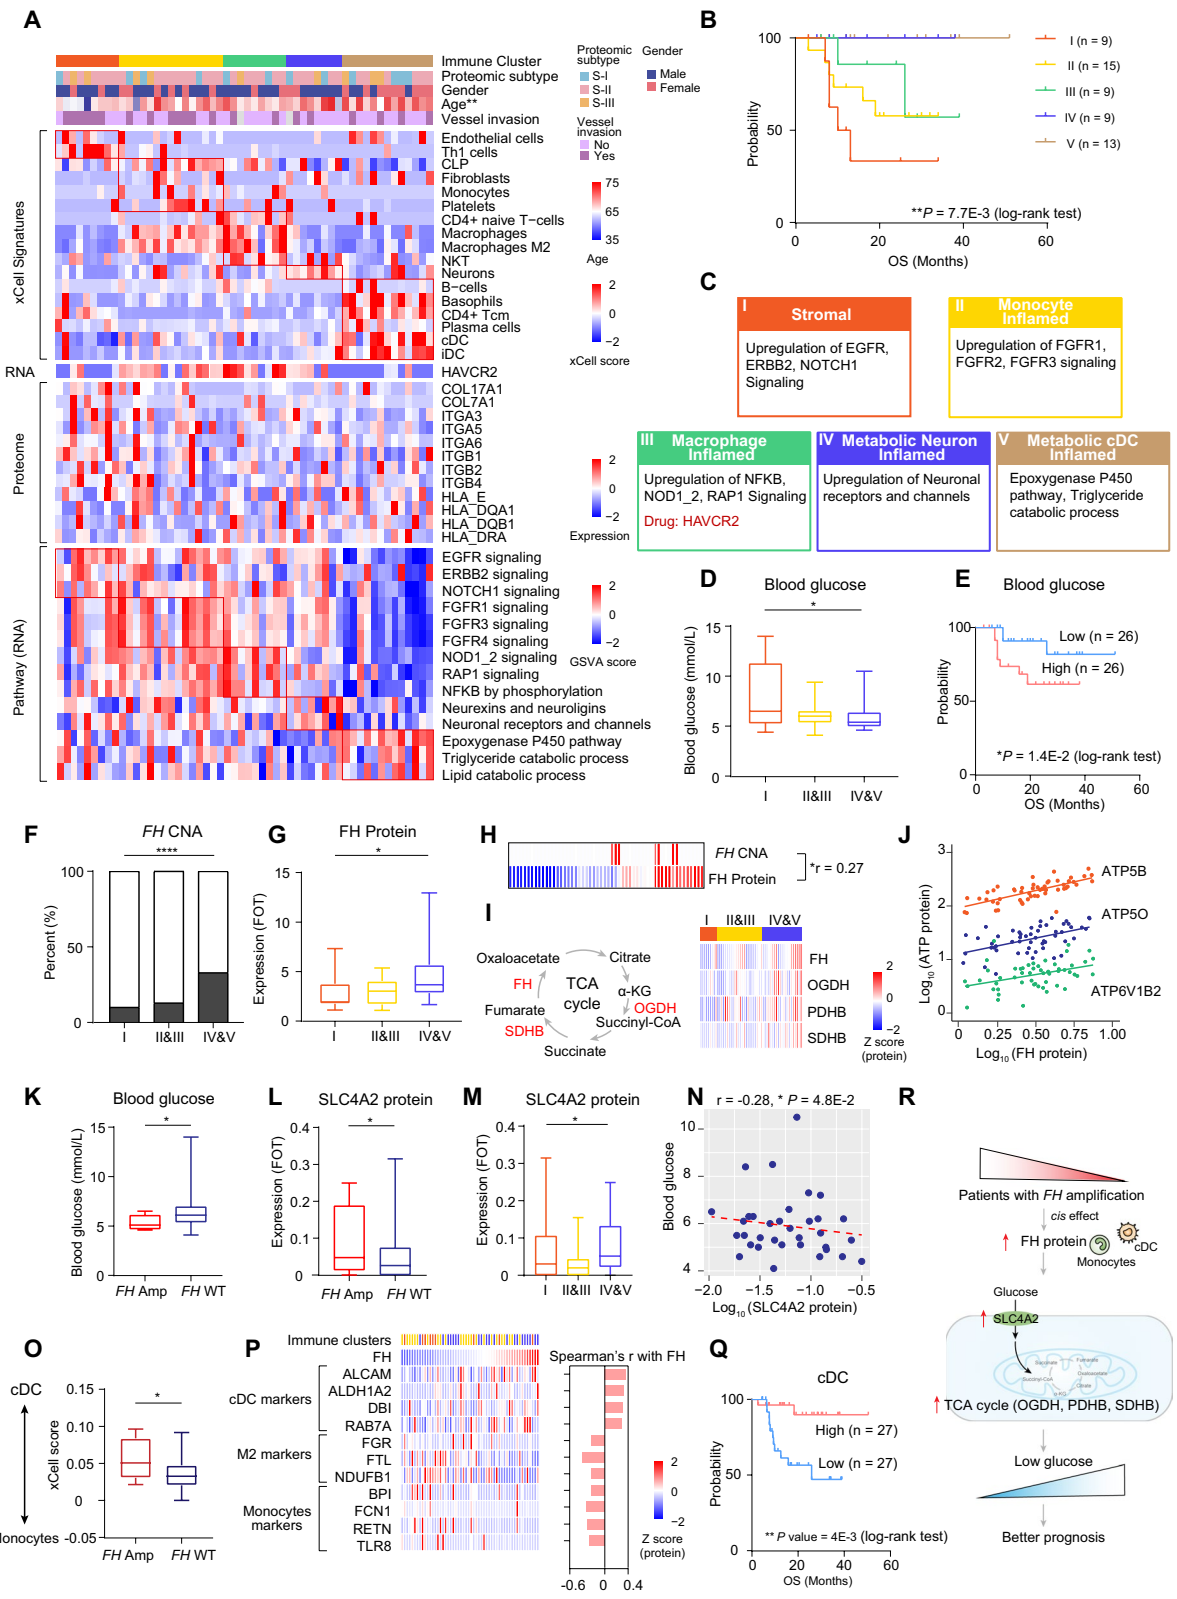 A
Immune Cluster
Proteomic subtype
Gender
Age**
Vessel invasion
Endothelial cells
Th1 cells
CLP
Fibroblasts
Monocytes
Platelets
CD4+ naive T−cells
Macrophages
Macrophages M2
NKT
Neurons
B−cells
Basophils
CD4+ Tcm
Plasma cells
cDC
iDC
HAVCR2
COL17A1
COL7A1
ITGA3
ITGA5
ITGA6
ITGB1
ITGB2
ITGB4
HLA_E
HLA_DQA1
HLA_DQB1
HLA_DRA
EGFR signaling
ERBB2 signaling
NOTCH1 signaling
FGFR1 signaling
FGFR3 signaling
FGFR4 signaling
NOD1_2 signaling
RAP1 signaling
NFKB by phosphorylation
Neurexins and neuroligins
Neuronal receptors and channels
Epoxygenase P450 pathway
Triglyceride catabolic process
Lipid catabolic process
xCell Signatures
RNA
Proteome
Pathway (RNA)
Proteomic
subtype
S-I
S-II
S-III
Gender
Male
Female
Vessel
invasion
No
Yes
75
65
35
Age
2
0
−2
xCell score
2
0
−2
Expression
2
0
−2
GSVA score
B
100
50
0
Probability
0
20
40
60
OS (Months)
I (n = 9)
II (n = 15)
III (n = 9)
IV (n = 9)
V (n = 13)
**P = 7.7E-3 (log-rank test)
C
I
Stromal
Upregulation of EGFR,
ERBB2, NOTCH1
Signaling
II
Monocyte
Inflamed
Upregulation of FGFR1,
FGFR2, FGFR3 signaling
III Macrophage
Inflamed
Upregulation of NFKB,
NOD1_2, RAP1 Signaling
Drug: HAVCR2
IV Metabolic Neuron
Inflamed
Upregulation of Neuronal
receptors and channels
V Metabolic cDC
Inflamed
Epoxygenase P450
pathway, Triglyceride
catabolic process
D
Blood glucose
*
15
10
5
0
Blood glucose (mmol/L)
I
II&III
IV&V
E
Blood glucose
100
50
0
Probability
Low (n = 26)
High (n = 26)
*P = 1.4E-2 (log-rank test)
0
20
40
60
OS (Months)
F
FH CNA
****
100
50
0
Percent (%)
I
II&III
IV&V
G
FH Protein
*
15
10
5
0
Expression (FOT)
I
II&III
IV&V
H
FH CNA
FH Protein
*r = 0.27
I
Oxaloacetate
Citrate
FH
TCA
cycle
α-KG
OGDH
Fumarate
Succinyl-CoA
SDHB
Succinate
I
II&III
IV&V
FH
OGDH
PDHB
SDHB
2
0
−2
Z score
(protein)
J
3
2
1
0
Log10 (ATP protein)
ATP5B
ATP5O
ATP6V1B2
0
0.25
0.50
0.75
1.00
Log10 (FH protein)
K
Blood glucose
*
15
10
5
0
Blood glucose (mmol/L)
FH Amp
FH WT
L
SLC4A2 protein
*
0.4
0.3
0.2
0.1
0
Expression (FOT)
FH Amp
FH WT
M
SLC4A2 protein
*
0.4
0.3
0.2
0.1
0
Expression (FOT)
I
II&III
IV&V
N
r = -0.28, * P = 4.8E-2
10
8
6
4
Blood glucose
−2.0
−1.5
−1.0
−0.5
Log10 (SLC4A2 protein)
R
Patients with FH amplification
cis effect
FH protein
cDC
Monocytes
Glucose
SLC4A2
Succinate
Fumarate
Oxaloacetate
Succinyl-CoA
Citrate
α-KG
TCA cycle (OGDH, PDHB, SDHB)
Low glucose
Better prognosis
O
cDC
Monocytes
*
0.15
0.10
0.05
0
-0.05
xCell score
FH Amp
FH WT
P
Immune clusters
FH
ALCAM
ALDH1A2
DBI
RAB7A
FGR
FTL
NDUFB1
BPI
FCN1
RETN
TLR8
cDC markers
M2 markers
Monocytes
markers
Spearman's r with FH
-0.6
0
0.4
2
0
−2
Z score
(protein)
Q
cDC
100
50
0
Probability
High (n = 27)
Low (n = 27)
** P value = 4E-3 (log-rank test)
0
20
40
60
OS (Months)